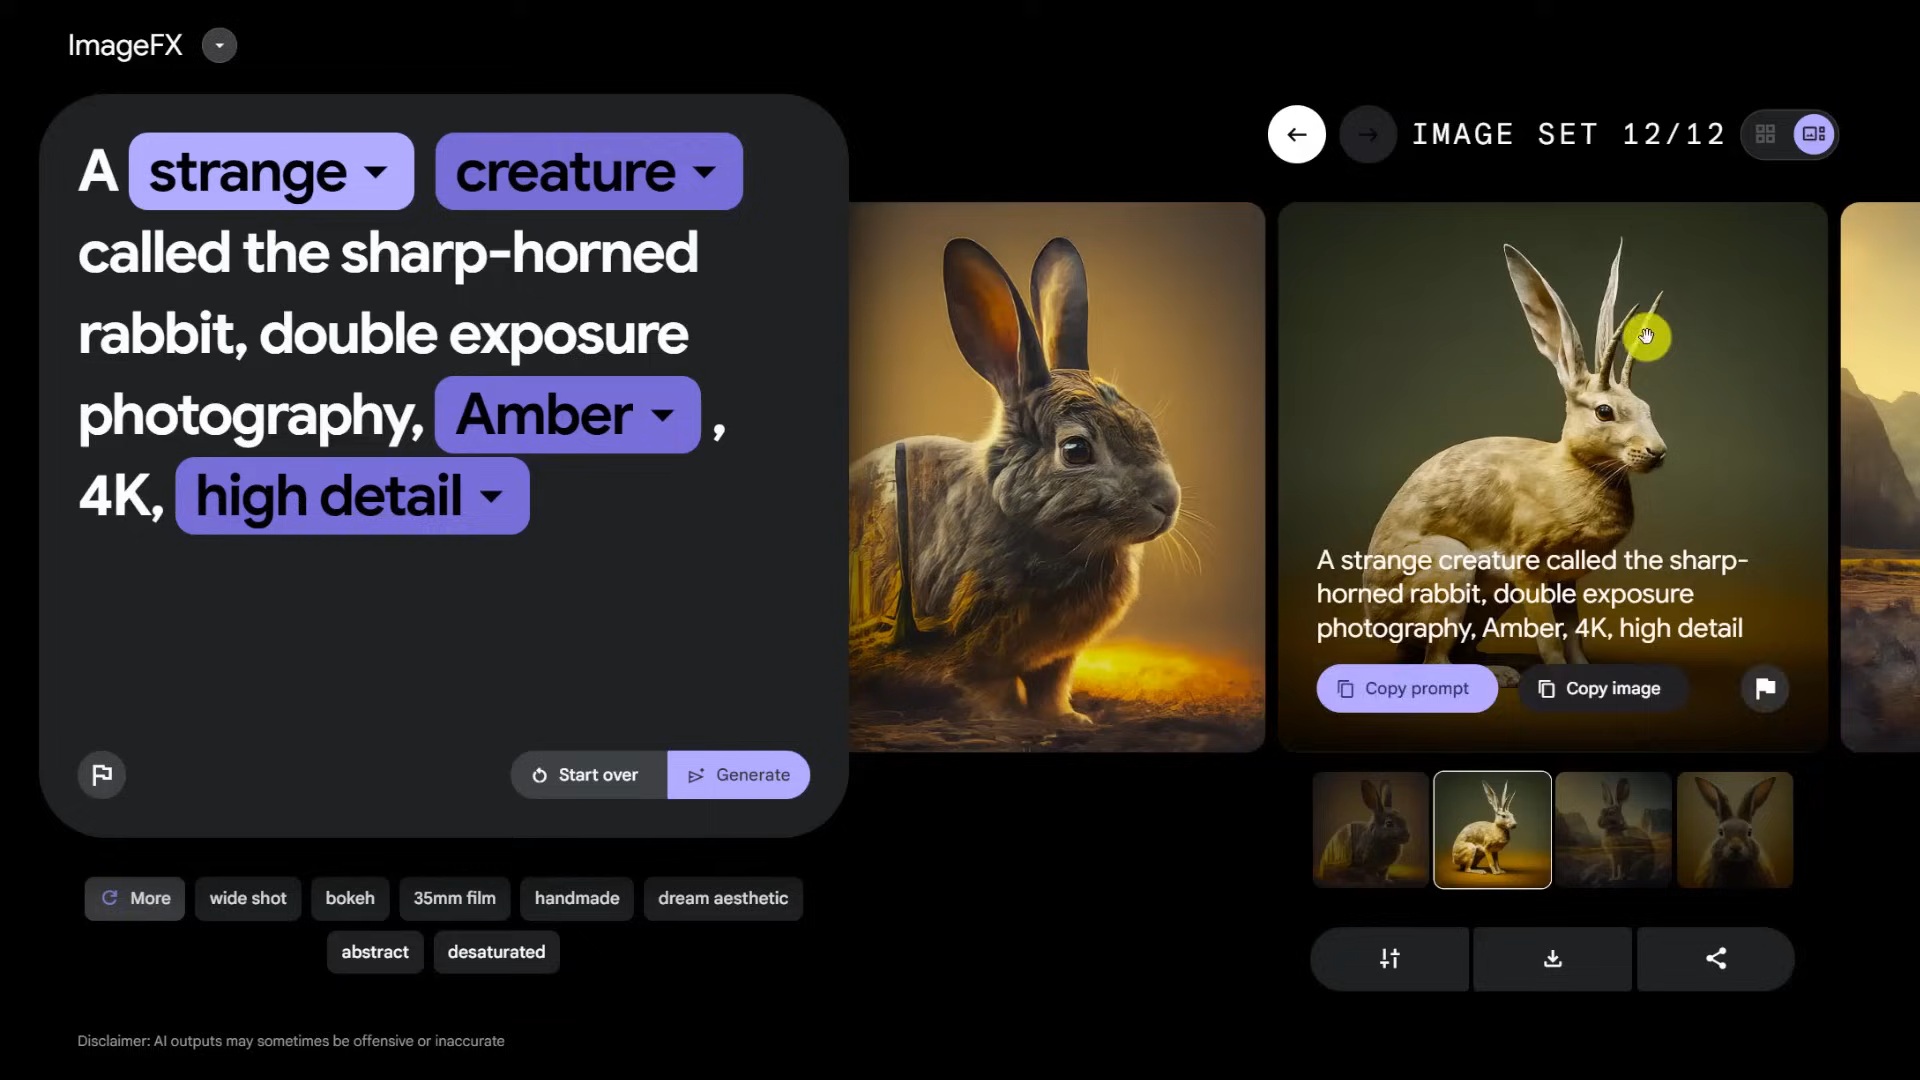 ImageFX
A strange creature
called the sharp-horned
rabbit, double exposure
photography, Amber ,
4K, high detail
Start over Generate
More wide shot bokeh 35mm film handmade dream aesthetic
abstract desaturated
Disclaimer: AI outputs may sometimes be offensive or inaccurate
IMAGE SET 12/12
A strange creature called the sharp-
horned rabbit, double exposure
photography, Amber, 4K, high detail
Copy prompt Copy image